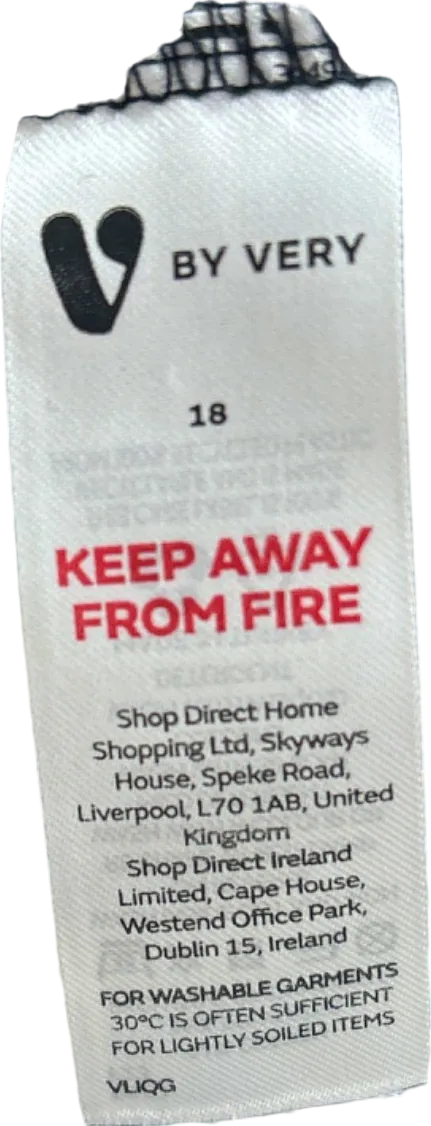 V BY VERY
18
KEEP AWAY
FROM FIRE
Shop Direct Home
Shopping Ltd, Skyways
House, Speke Road,
Liverpool, L70 1AB, United
Kingdom
Shop Direct Ireland
Limited, Cape House,
Westend Office Park,
Dublin 15, Ireland
FOR WASHABLE GARMENTS
30°C IS OFTEN SUFFICIENT
FOR LIGHTLY SOILED ITEMS
VLIQG